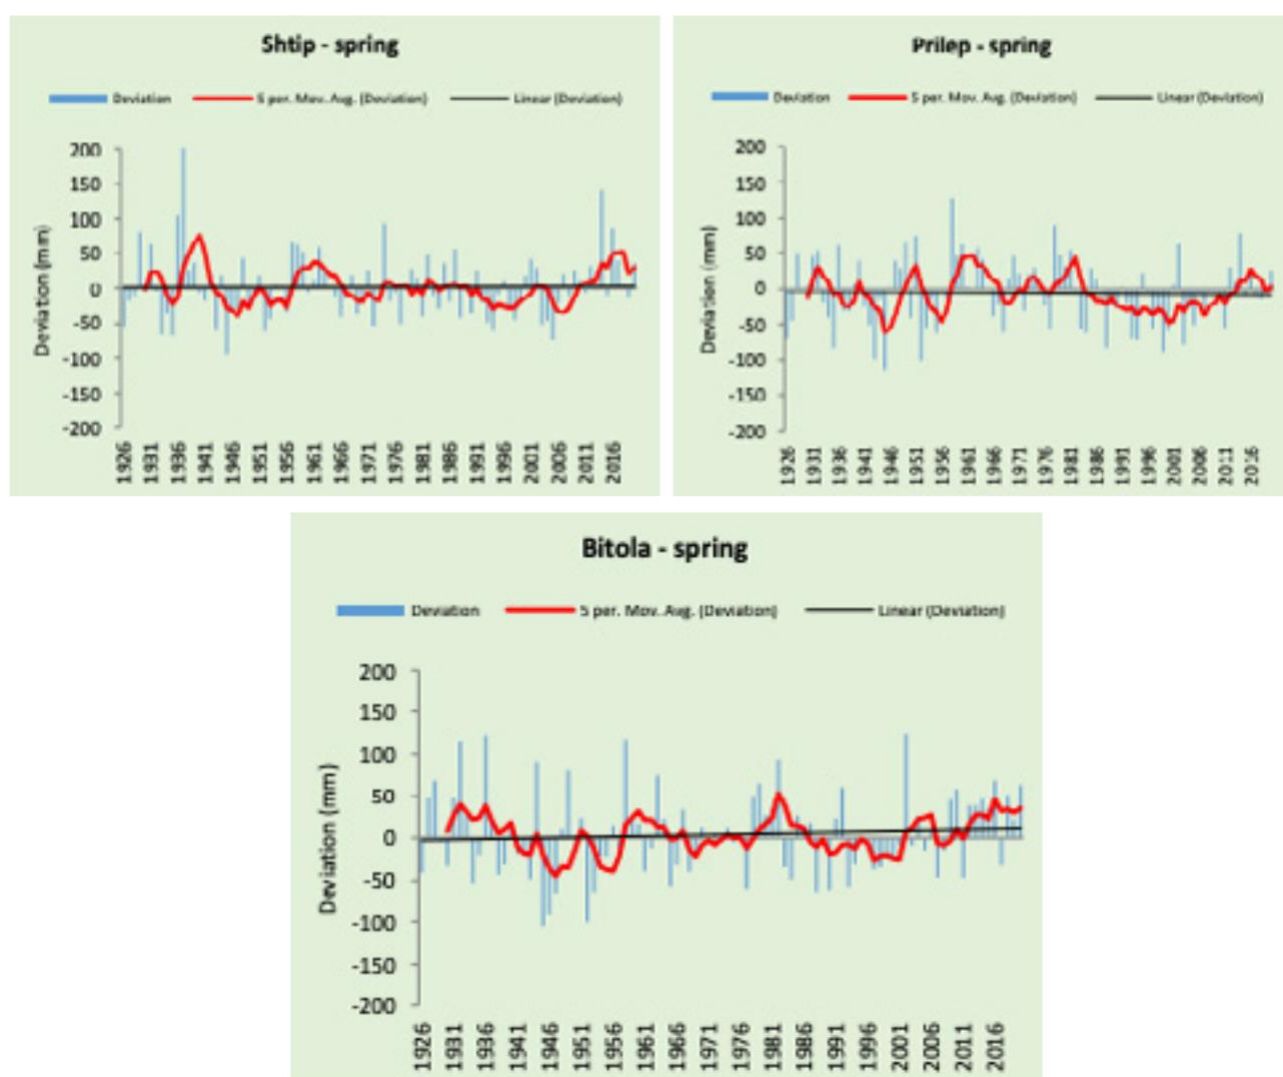 Shtip - spring
Deviation 5 per. Mov. Avg. (Deviation) Linear (Deviation)
Deviation (mm)
200
150
100
50
0
-50
-100
-150
-200
1926 1931 1936 1941 1946 1951 1956 1961 1966 1971 1976 1981 1986 1991 1996 2001 2006 2011 2016
Prilep - spring
Deviation 5 per. Mov. Avg. (Deviation) Linear (Deviation)
Deviation (mm)
200
150
100
50
0
-50
-100
-150
-200
1926 1931 1936 1941 1946 1951 1956 1961 1966 1971 1976 1981 1986 1991 1996 2001 2006 2011 2016
Bitola - spring
Deviation 5 per. Mov. Avg. (Deviation) Linear (Deviation)
Deviation (mm)
200
150
100
50
0
-50
-100
-150
-200
1926 1931 1936 1941 1946 1951 1956 1961 1966 1971 1976 1981 1986 1991 1996 2001 2006 2011 2016